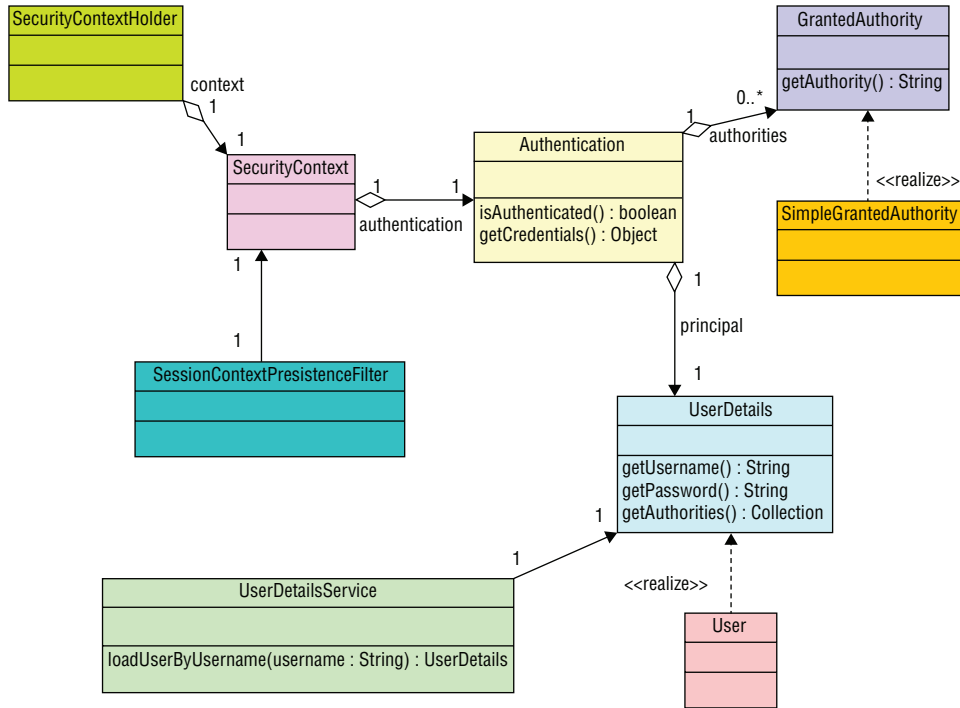 SecurityContextHolder
context
1
1
GrantedAuthority
getAuthority() : String
0..*
1
authorities
<<realize>>
SimpleGrantedAuthority
SecurityContext
1
1
authentication
Authentication
isAuthenticated() : boolean
getCredentials() : Object
1
1
SessionContextPresistenceFilter
1
principal
1
UserDetails
getUsername() : String
getPassword() : String
getAuthorities() : Collection
1
1
UserDetailsService
loadUserByUsername(username : String) : UserDetails
<<realize>>
User